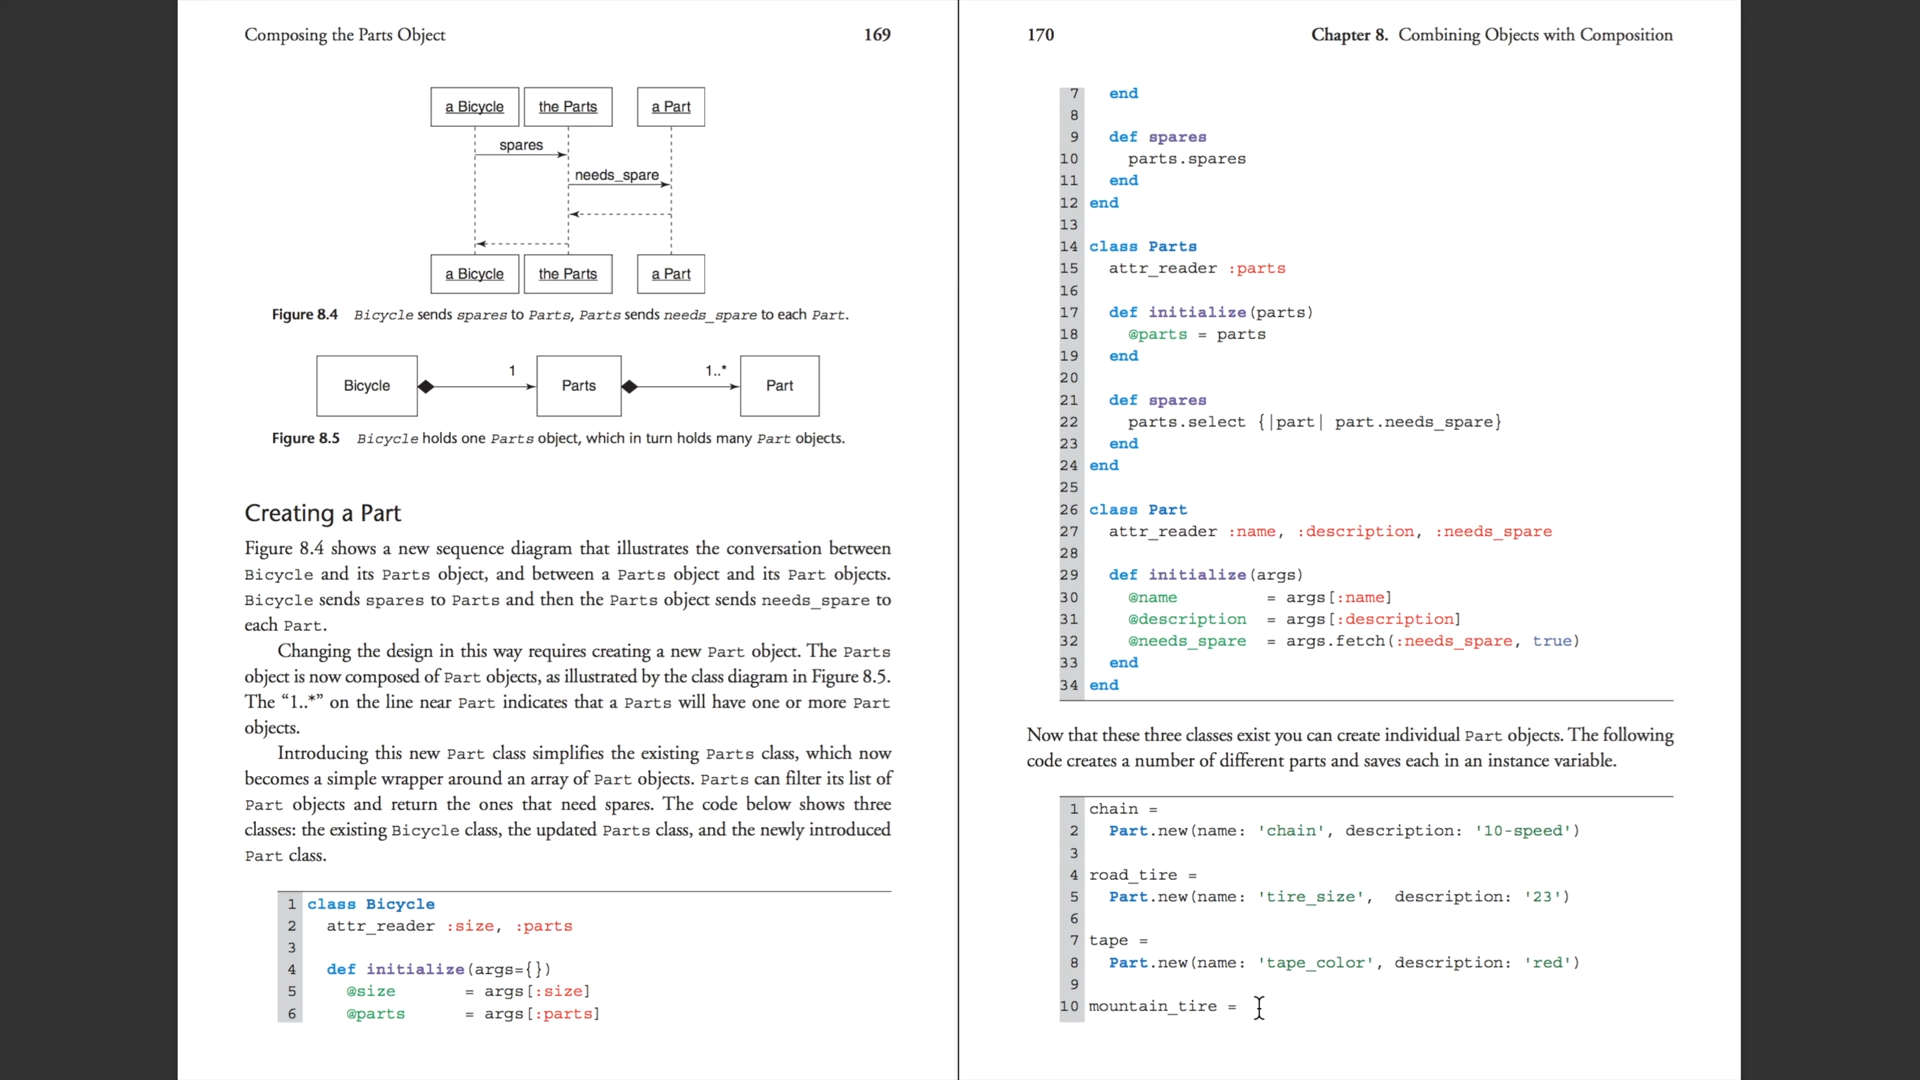 Composing the Parts Object 169
a Bicycle the Parts a Part
spares
needs_spare
a Bicycle the Parts a Part
Figure 8.4 Bicycle sends spares to Parts, Parts sends needs_spare to each Part.
1 1..*
Bicycle Parts Part
Figure 8.5 Bicycle holds one Parts object, which in turn holds many Part objects.
Creating a Part
Figure 8.4 shows a new sequence diagram that illustrates the conversation between
Bicycle and its Parts object, and between a Parts object and its Part objects.
Bicycle sends spares to Parts and then the Parts object sends needs_spare to
each Part.
Changing the design in this way requires creating a new Part object. The Parts
object is now composed of Part objects, as illustrated by the class diagram in Figure 8.5.
The “1..*” on the line near Part indicates that a Parts will have one or more Part
objects.
Introducing this new Part class simplifies the existing Parts class, which now
becomes a simple wrapper around an array of Part objects. Parts can filter its list of
Part objects and return the ones that need spares. The code below shows three
classes: the existing Bicycle class, the updated Parts class, and the newly introduced
Part class.
1 class Bicycle
2   attr_reader :size, :parts
3
4   def initialize(args={})
5     @size       = args[:size]
6     @parts      = args[:parts]
170 Chapter 8. Combining Objects with Composition
7   end
8
9   def spares
10     parts.spares
11   end
12 end
13
14 class Parts
15   attr_reader :parts
16
17   def initialize(parts)
18     @parts = parts
19   end
20
21   def spares
22     parts.select {|part| part.needs_spare}
23   end
24 end
25
26 class Part
27   attr_reader :name, :description, :needs_spare
28
29   def initialize(args)
30     @name         = args[:name]
31     @description  = args[:description]
32     @needs_spare  = args.fetch(:needs_spare, true)
33   end
34 end
Now that these three classes exist you can create individual Part objects. The following
code creates a number of different parts and saves each in an instance variable.
1 chain =
2   Part.new(name: 'chain', description: '10-speed')
3
4 road_tire =
5   Part.new(name: 'tire_size',  description: '23')
6
7 tape =
8   Part.new(name: 'tape_color', description: 'red')
9
10 mountain_tire =